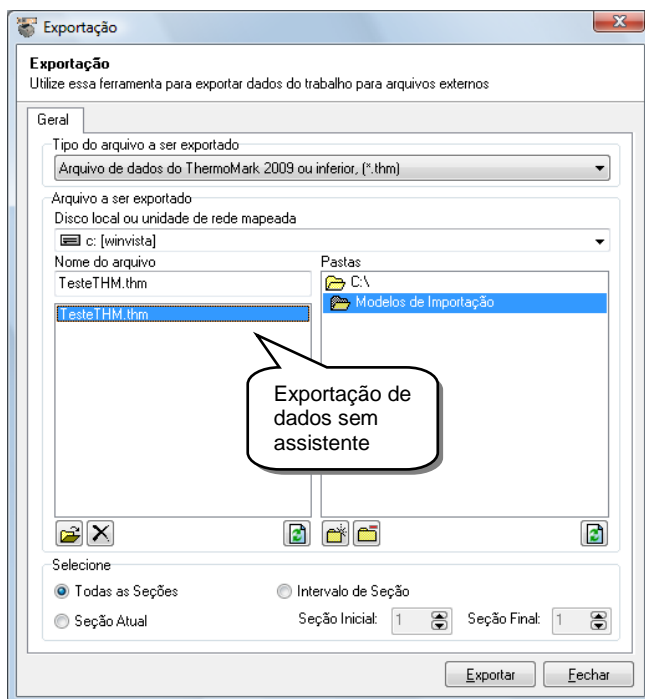 Exportação
Exportação
Utilize essa ferramenta para exportar dados do trabalho para arquivos externos
Geral
Tipo do arquivo a ser exportado
Arquivo de dados do ThermoMark 2009 ou inferior, (*.thm)
Arquivo a ser exportado
Disco local ou unidade de rede mapeada
c: [winvista]
Nome do arquivo
Pastas
TesteTHM.thm
C:\
TesteTHM.thm
Modelos de Importação
Exportação de
dados sem
assistente
Selecione
Todas as Seções
Intervalo de Seção
Seção Atual
Seção Inicial: 1
Seção Final: 1
Exportar
Fechar